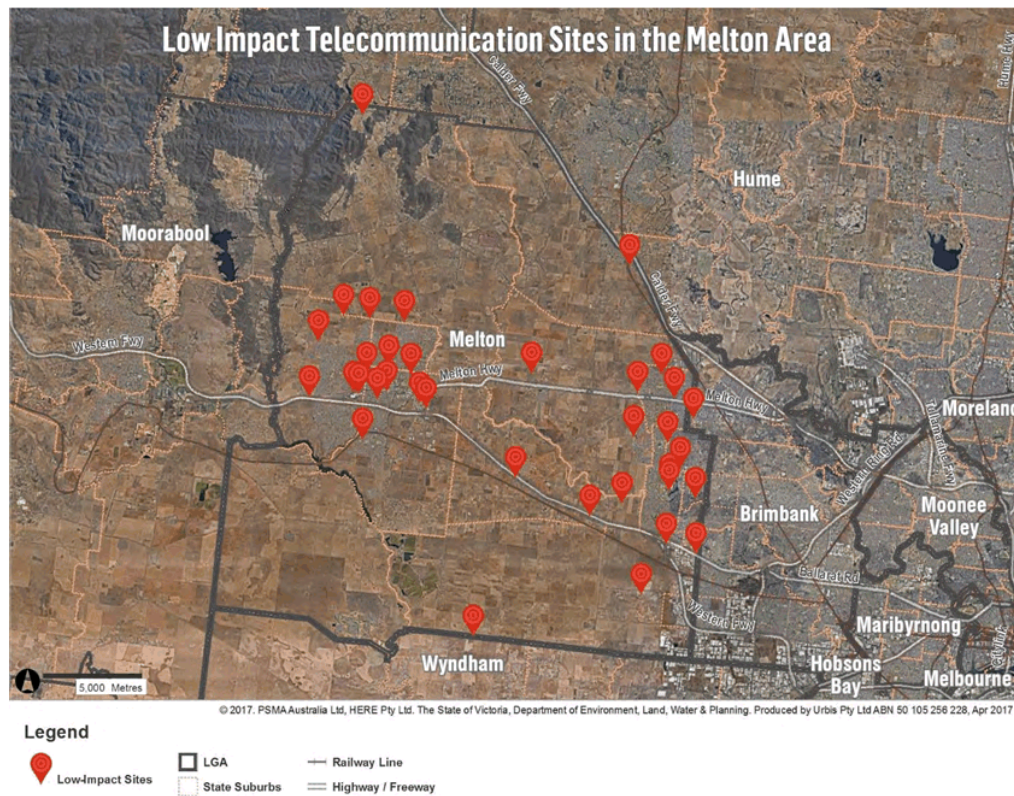 Low Impact Telecommunication Sites in the Melton Area
Calder Fwy
Hume Hwy
Hume
Moorabool
Calder Fwy
Western Fwy
Melton
Melton Hwy
Melton Hwy
Moreland
Tullamarine Fwy
Western Ring Rd
Moonee
Valley
Brimbank
Ballarat Rd
Western Fwy
Maribyrnong
Citylink
Wyndham
Hobsons
Bay
Melbourne
5,000 Metres
© 2017. PSMA Australia Ltd, HERE Pty Ltd. The State of Victoria, Department of Environment, Land, Water & Planning. Produced by Urbis Pty Ltd ABN 50 105 256 228, Apr 2017
Legend
Low-Impact Sites
LGA
Railway Line
State Suburbs
Highway / Freeway